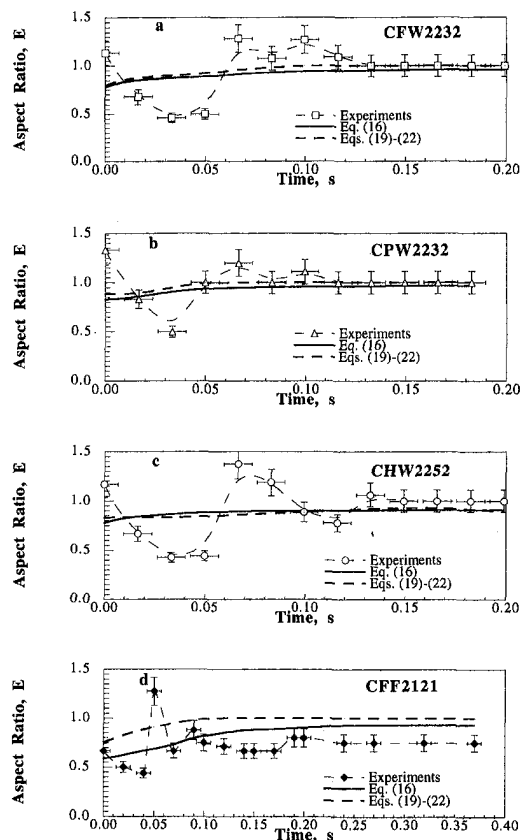 a
CFW2232
Aspect Ratio, E
1.5
1.0
0.5
0.0
Experiments
Eq. (16)
Eqs. (19)-(22)
0.00 0.05 0.10 0.15 0.20
Time, s
b
CPW2232
Aspect Ratio, E
1.5
1.0
0.5
0.0
Experiments
Eq. (16)
Eqs. (19)-(22)
0.00 0.05 0.10 0.15 0.20
Time, s
c
CHW2252
Aspect Ratio, E
1.5
1.0
0.5
0.0
Experiments
Eq. (16)
Eqs. (19)-(22)
0.00 0.05 0.10 0.15 0.20
Time, s
d
CFF2121
Aspect Ratio, E
1.5
1.0
0.5
0.0
Experiments
Eq. (16)
Eqs. (19)-(22)
0.00 0.05 0.10 0.15 0.20 0.25 0.30 0.35 0.40
Time, s